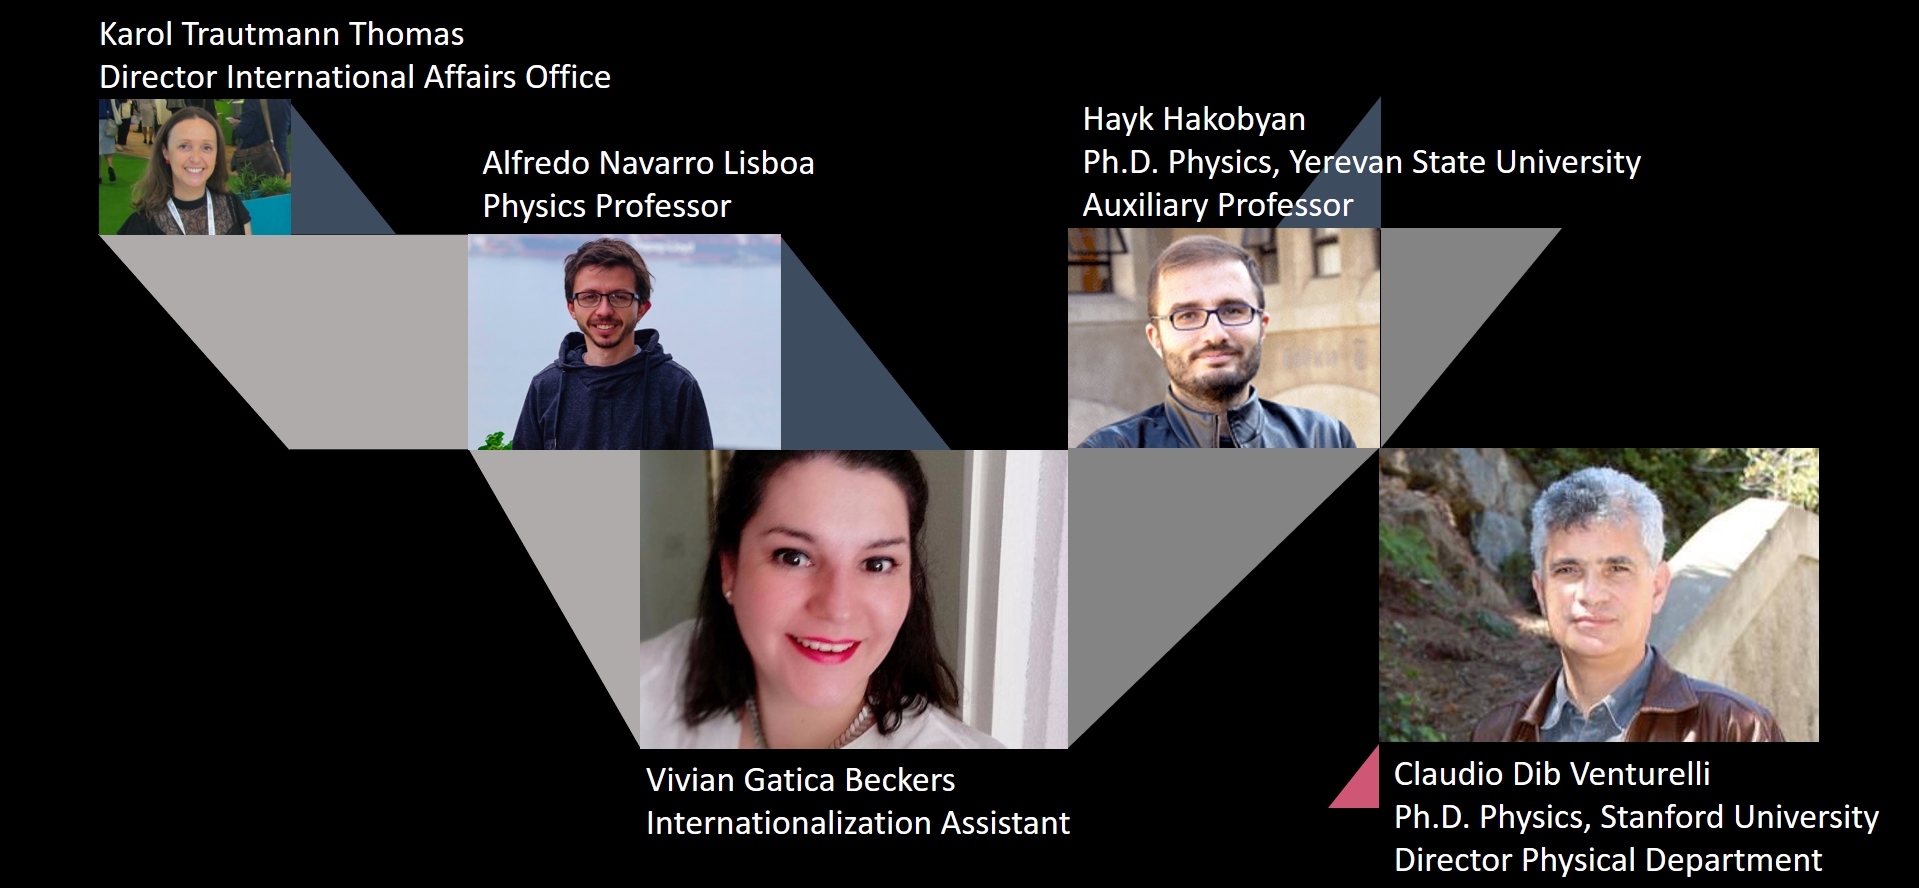 Karol Trautmann Thomas
Director International Affairs Office
Alfredo Navarro Lisboa
Physics Professor
Hayk Hakobyan
Ph.D. Physics, Yerevan State University
Auxiliary Professor
Vivian Gatica Beckers
Internationalization Assistant
Claudio Dib Venturelli
Ph.D. Physics, Stanford University
Director Physical Department